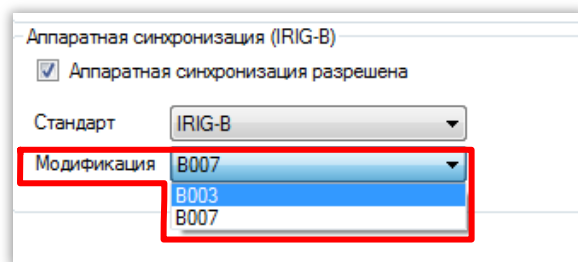 Аппаратная синхронизация (IRIG-B)
Аппаратная синхронизация разрешена
Стандарт IRIG-B
Модификация B007
B003
B007